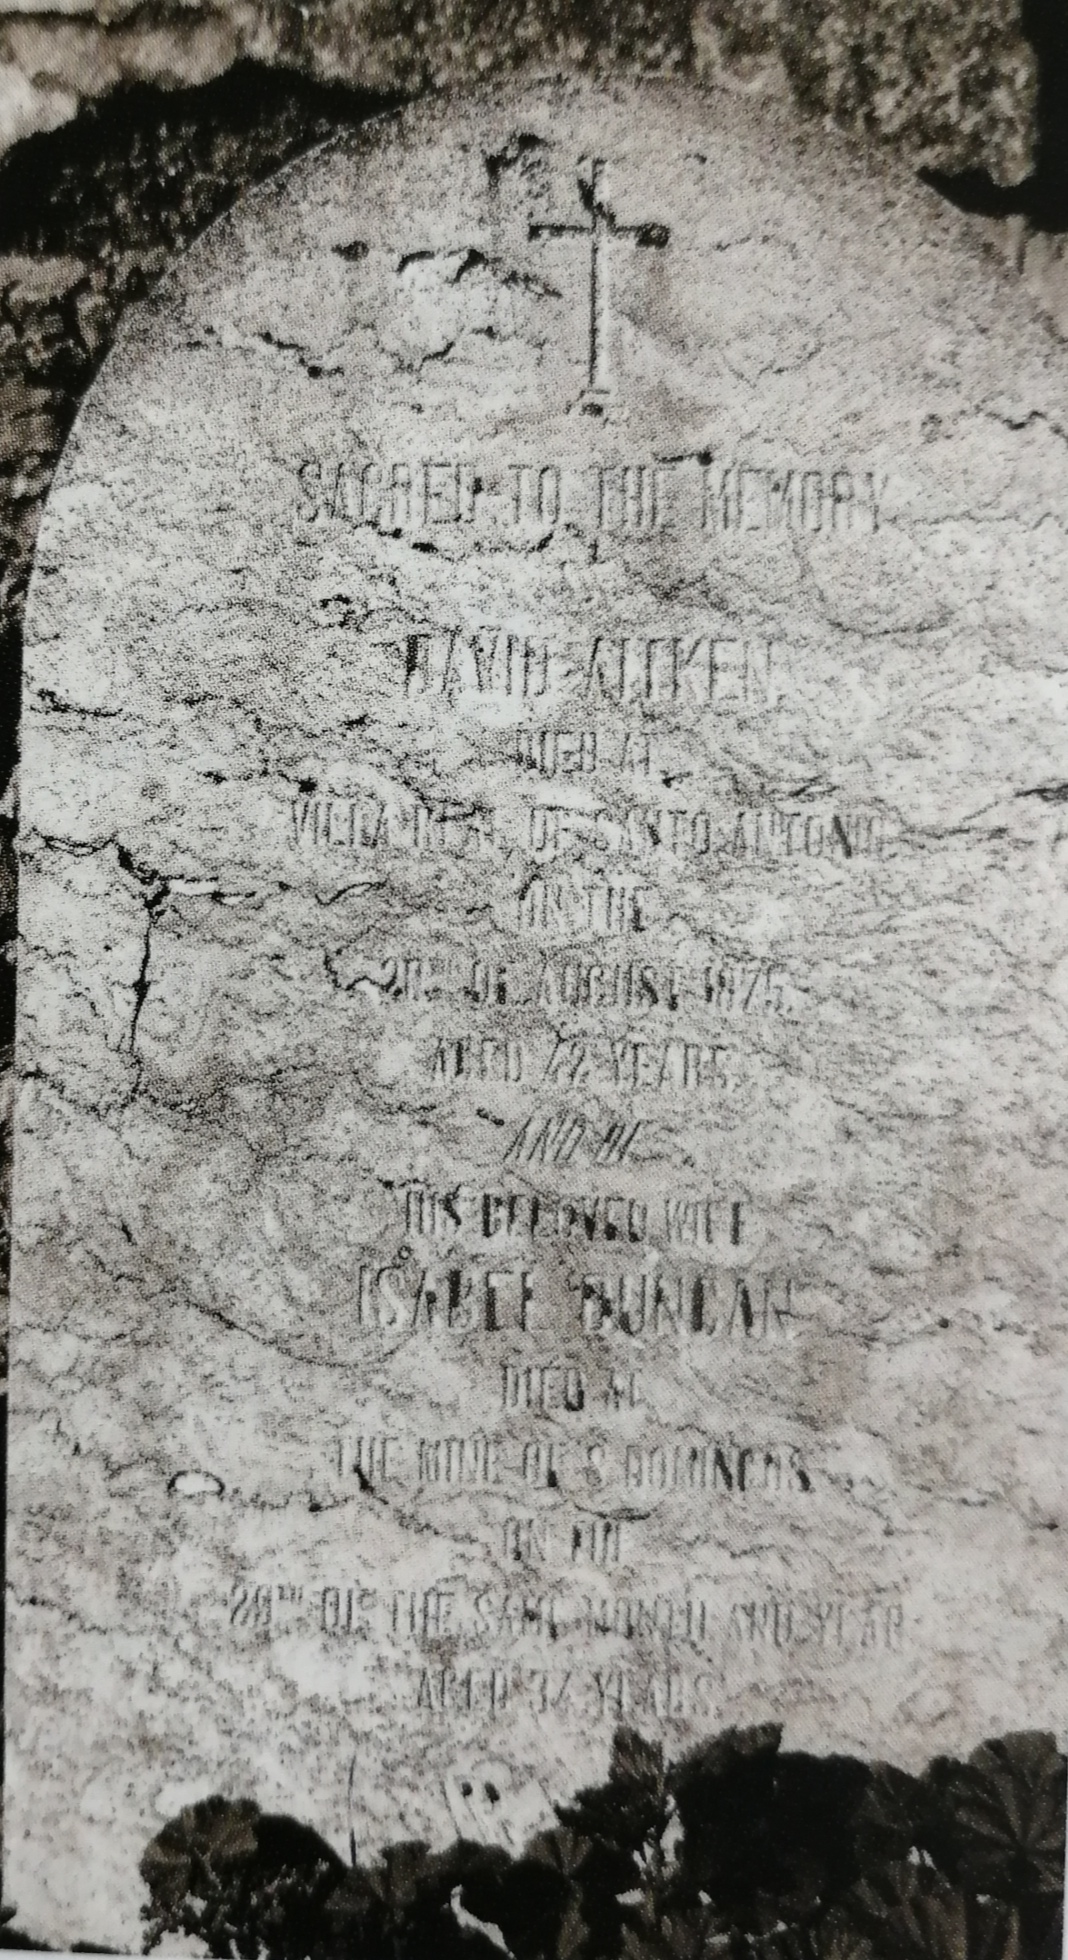 SACRED TO THE MEMORY
DAVID AITKEN
DIED AT
VILLA REAL DE SANTO ANTONIO
ON THE
OF AUGUST 1875.
AGED 42 YEARS.
AND OF
HIS BELOVED WIFE
ISABEL DUNCAN
DIED AT
THE MINE OF S DOMINGOS
ON THE
28TH OF THE SAME MONTH AND YEAR
AGED 34 YEARS.